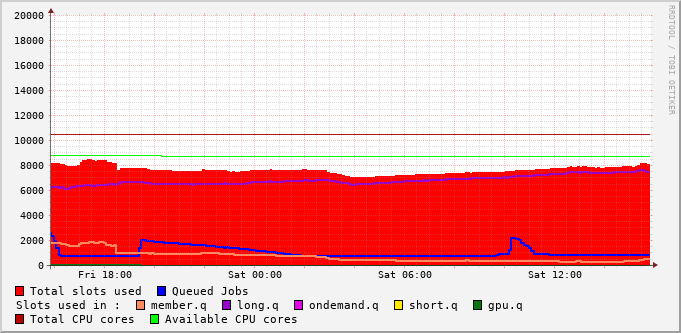 RRDTOOL / TOBI OETIKER
20000
18000
16000
14000
12000
10000
8000
6000
4000
2000
0
Fri 18:00 Sat 00:00 Sat 06:00 Sat 12:00
Total slots used Queued Jobs
Slots used in : member.q long.q ondemand.q short.q gpu.q
Total CPU cores Available CPU cores